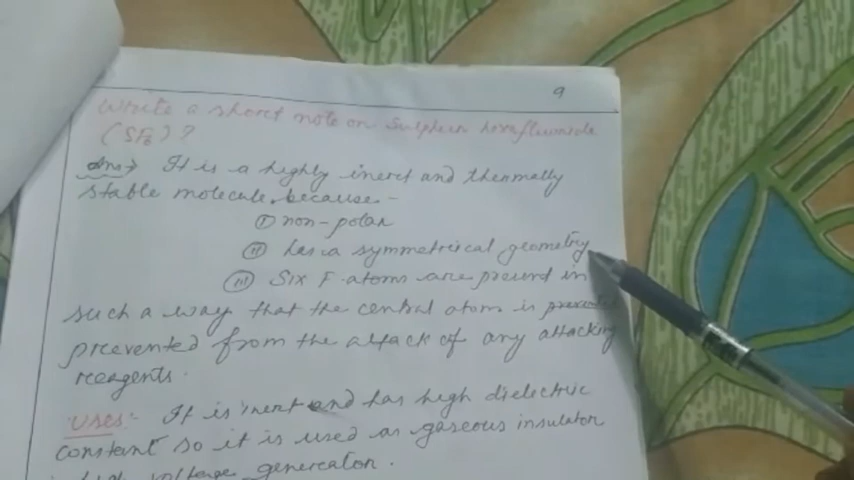 9
Write a short note on Sulphur hexafluoride
(SF6)?
Ans→ It is a highly inert and thermally
stable molecule, because -
(i) non-polar
(ii) has a symmetrical geometry
(iii) Six F-atoms are present in
such a way that the central atom is
prevented from the attack of any attacking
reagents.
Uses:- It is inert and has high dielectric
constant so it is used as gaseous insulator
high voltage generator.